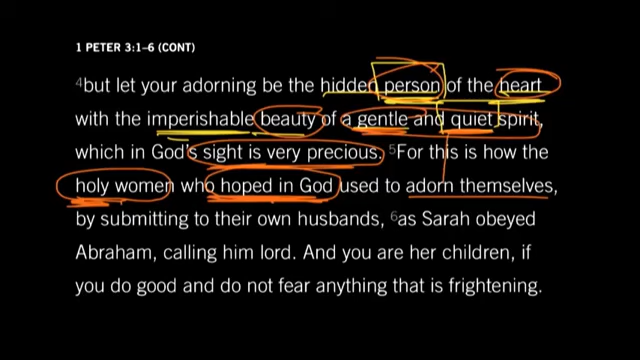 1 PETER 3:1–6 (CONT)
4but let your adorning be the hidden person of the heart
with the imperishable beauty of a gentle and quiet spirit,
which in God's sight is very precious. 5For this is how the
holy women who hoped in God used to adorn themselves,
by submitting to their own husbands, 6as Sarah obeyed
Abraham, calling him lord. And you are her children, if
you do good and do not fear anything that is frightening.